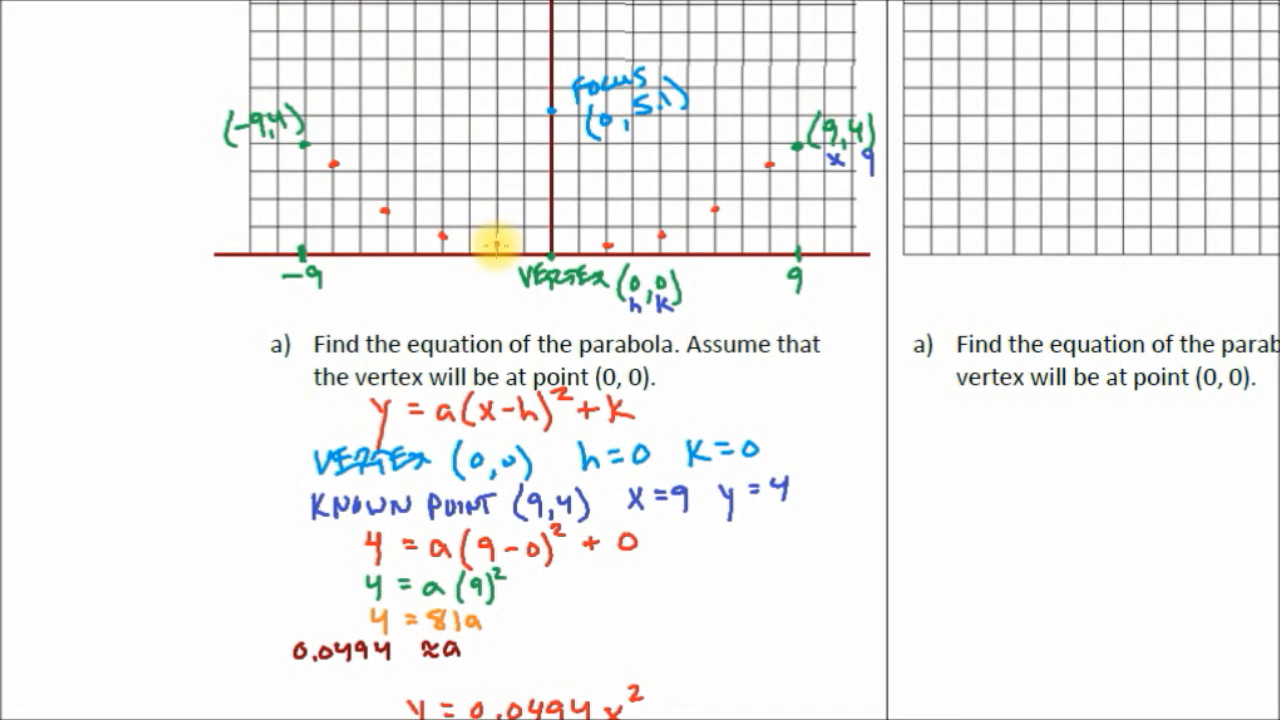 FOCUS
(0, 5.1)
(-9,4)
(9,4)
x y
-9
VERTEX (0,0)
h k
9
a) Find the equation of the parabola. Assume that
the vertex will be at point (0, 0).
y = a(x-h)² + k
VERTEX (0,0) h=0 k=0
KNOWN POINT (9,4) x=9 y=4
4 = a(9-0)² + 0
4 = a(9)²
4 = 81a
0.0494 ≈a
y = 0.0494x²
a) Find the equation of the parab
vertex will be at point (0, 0).